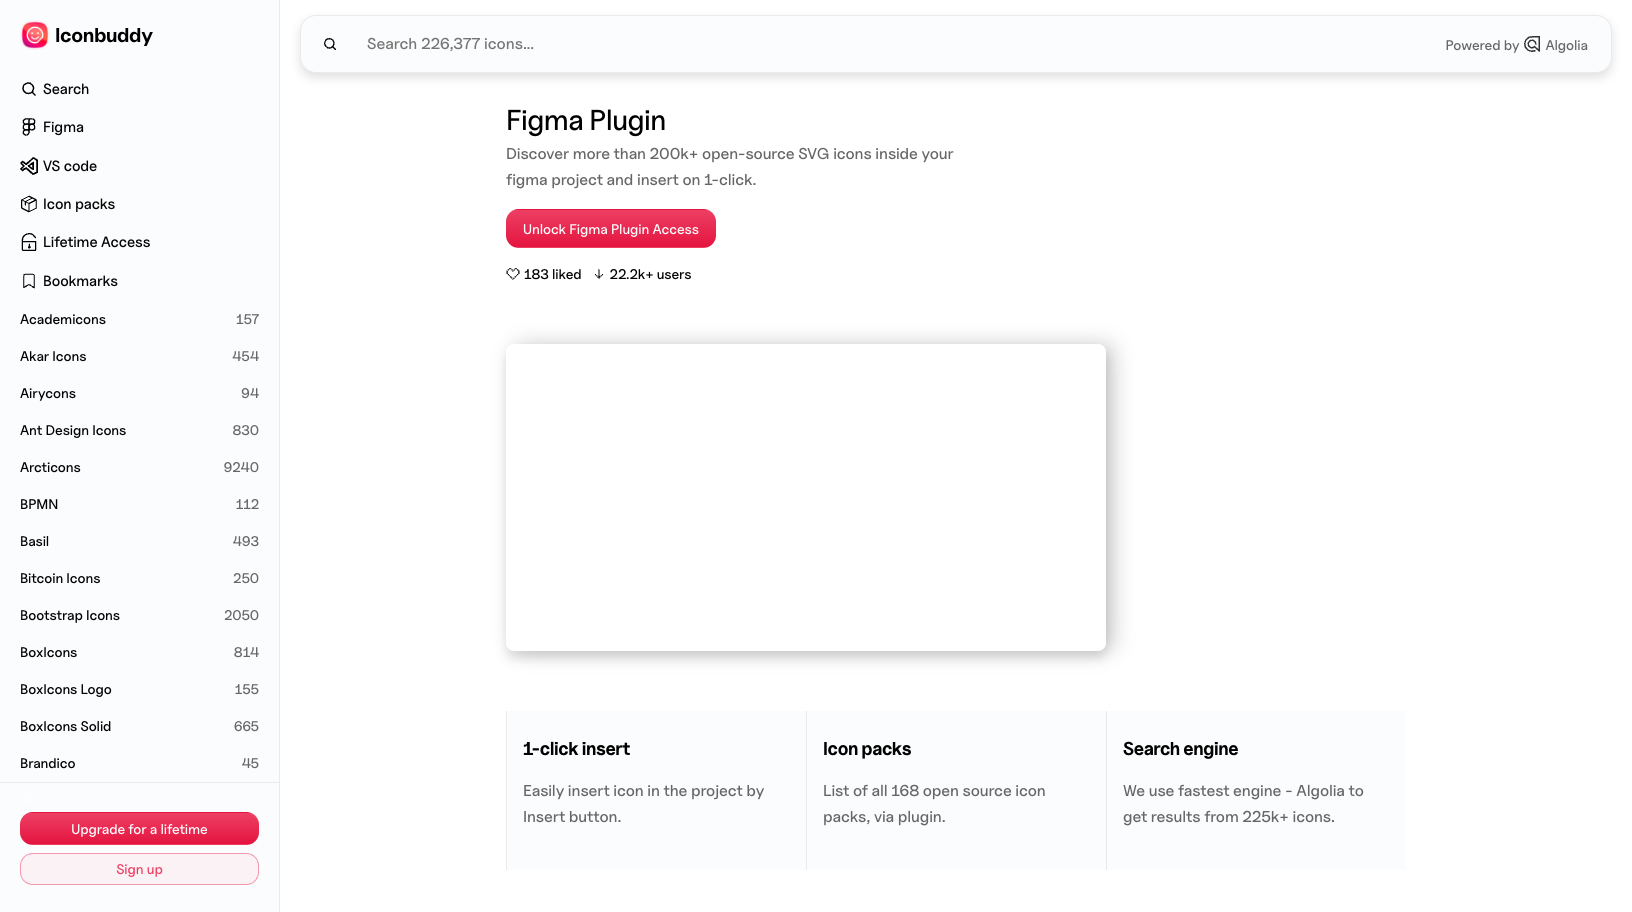 Iconbuddy
Search
Figma
VS code
Icon packs
Lifetime Access
Bookmarks
Academicons 157
Akar Icons 454
Airycons 94
Ant Design Icons 830
Arcticons 9240
BPMN 112
Basil 493
Bitcoin Icons 250
Bootstrap Icons 2050
BoxIcons 814
BoxIcons Logo 155
BoxIcons Solid 665
Brandico 45
Upgrade for a lifetime
Sign up
Search 226,377 icons...
Powered by Algolia
Figma Plugin
Discover more than 200k+ open-source SVG icons inside your
figma project and insert on 1-click.
Unlock Figma Plugin Access
183 liked 22.2k+ users
1-click insert
Easily insert icon in the project by
Insert button.
Icon packs
List of all 168 open source icon
packs, via plugin.
Search engine
We use fastest engine - Algolia to
get results from 225k+ icons.